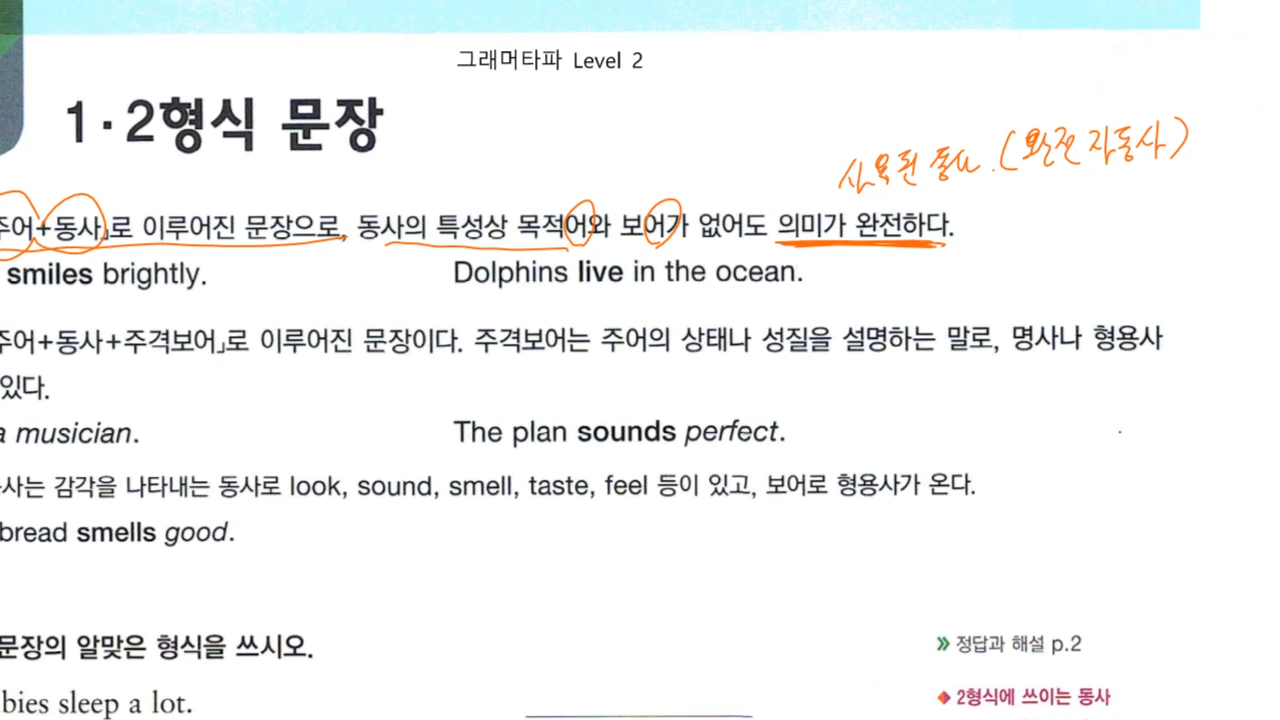 그래머타파 Level 2
1·2형식 문장
사용된 동사. (완전 자동사)
주어+동사」로 이루어진 문장으로, 동사의 특성상 목적어와 보어가 없어도 의미가 완전하다.
smiles brightly. Dolphins live in the ocean.
주어+동사+주격보어」로 이루어진 문장이다. 주격보어는 주어의 상태나 성질을 설명하는 말로, 명사나 형용사
있다.
a musician. The plan sounds perfect.
사는 감각을 나타내는 동사로 look, sound, smell, taste, feel 등이 있고, 보어로 형용사가 온다.
bread smells good.
문장의 알맞은 형식을 쓰시오.
» 정답과 해설 p.2
bies sleep a lot.
◆ 2형식에 쓰이는 동사